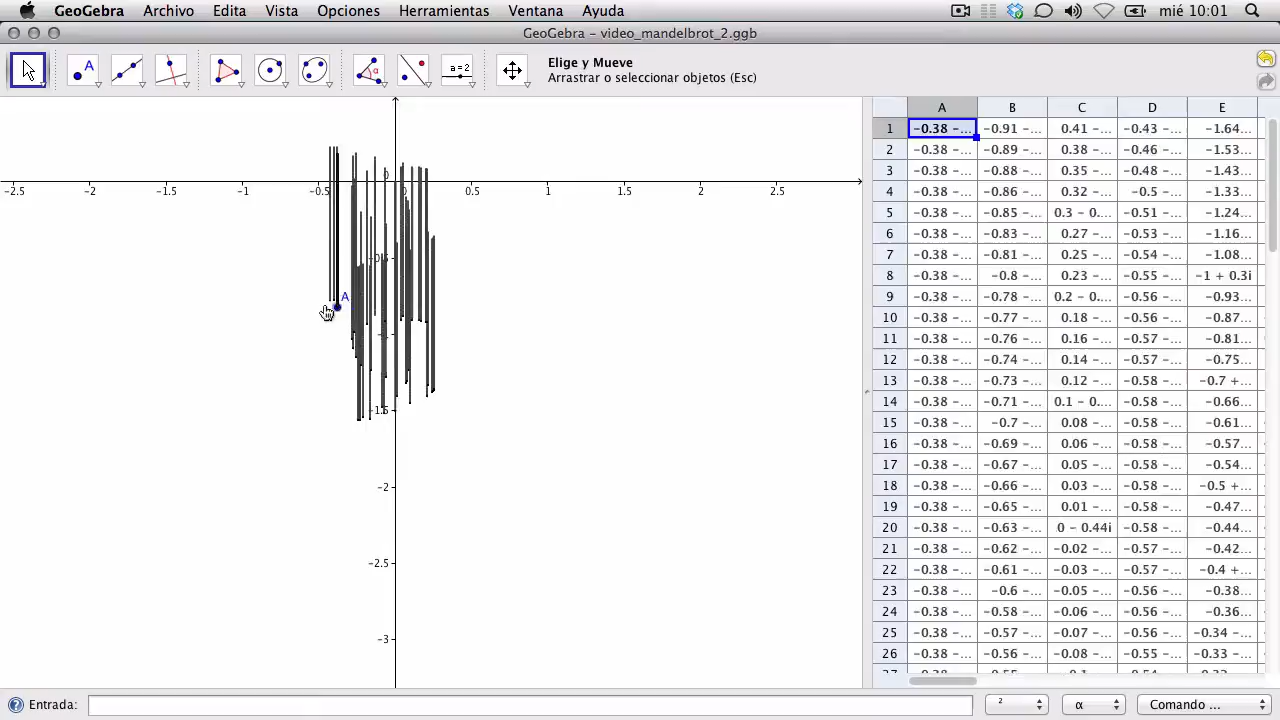 GeoGebra Archivo Edita Vista Opciones Herramientas Ventana Ayuda mié 10:01
GeoGebra – video_mandelbrot_2.ggb
A α a=2
Elige y Mueve
Arrastrar o seleccionar objetos (Esc)
-2.5 -2 -1.5 -1 -0.5 0 0 0.5 1 1.5 2 2.5
A
-1.5
-2
-2.5
-3
A B C D E
1 -0.38 -... -0.91 -... 0.41 -... -0.43 -... -1.64...
2 -0.38 -... -0.89 -... 0.38 -... -0.46 -... -1.53...
3 -0.38 -... -0.88 -... 0.35 -... -0.48 -... -1.43...
4 -0.38 -... -0.86 -... 0.32 -... -0.5 -... -1.33...
5 -0.38 -... -0.85 -... 0.3 - 0.... -0.51 -... -1.24...
6 -0.38 -... -0.83 -... 0.27 -... -0.53 -... -1.16...
7 -0.38 -... -0.81 -... 0.25 -... -0.54 -... -1.08...
8 -0.38 -... -0.8 -... 0.23 -... -0.55 -... -1 + 0.3i
9 -0.38 -... -0.78 -... 0.2 - 0.... -0.56 -... -0.93...
10 -0.38 -... -0.77 -... 0.18 -... -0.56 -... -0.87...
11 -0.38 -... -0.76 -... 0.16 -... -0.57 -... -0.81...
12 -0.38 -... -0.74 -... 0.14 -... -0.57 -... -0.75...
13 -0.38 -... -0.73 -... 0.12 -... -0.58 -... -0.7 +...
14 -0.38 -... -0.71 -... 0.1 - 0.... -0.58 -... -0.66...
15 -0.38 -... -0.7 -... 0.08 -... -0.58 -... -0.61...
16 -0.38 -... -0.69 -... 0.06 -... -0.58 -... -0.57...
17 -0.38 -... -0.67 -... 0.05 -... -0.58 -... -0.54...
18 -0.38 -... -0.66 -... 0.03 -... -0.58 -... -0.5 +...
19 -0.38 -... -0.65 -... 0.01 -... -0.58 -... -0.47...
20 -0.38 -... -0.63 -... 0 - 0.44i -0.58 -... -0.44...
21 -0.38 -... -0.62 -... -0.02 -... -0.57 -... -0.42...
22 -0.38 -... -0.61 -... -0.03 -... -0.57 -... -0.4 +...
23 -0.38 -... -0.6 -... -0.05 -... -0.56 -... -0.38...
24 -0.38 -... -0.58 -... -0.06 -... -0.56 -... -0.36...
25 -0.38 -... -0.57 -... -0.07 -... -0.56 -... -0.34 -...
26 -0.38 -... -0.56 -... -0.08 -... -0.55 -... -0.33 -...
Entrada: ² α Comando ...